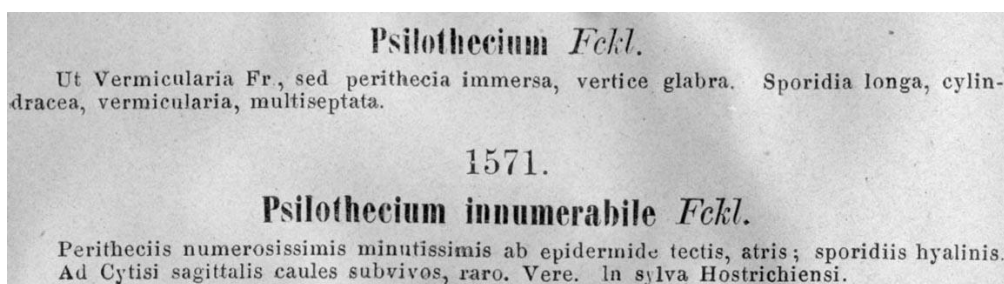 Psilothecium Fckl.
Ut Vermicularia Fr., sed perithecia immersa, vertice glabra. Sporidia longa, cylin-
dracea, vermicularia, multiseptata.
1571.
Psilothecium innumerabile Fckl.
Peritheciis numerosissimis minutissimis ab epidermide tectis, atris; sporidiis hyalinis.
Ad Cytisi sagittalis caules subvivos, raro. Vere. In sylva Hostrichiensi.